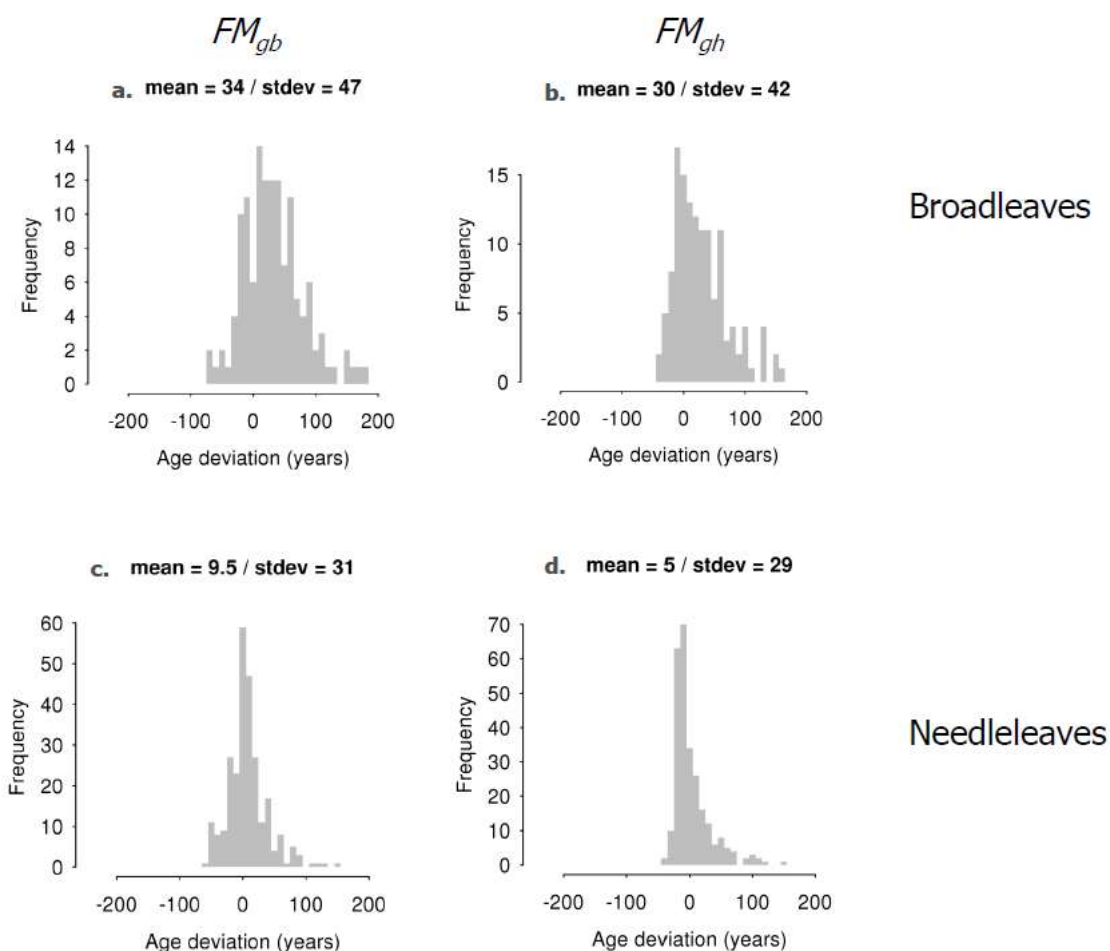 FMgb
FMgh
a. mean = 34 / stdev = 47
b. mean = 30 / stdev = 42
Broadleaves
Frequency
14
12
10
8
6
4
2
0
-200 -100 0 100 200
Age deviation (years)
Frequency
15
10
5
0
-200 -100 0 100 200
Age deviation (years)
c. mean = 9.5 / stdev = 31
d. mean = 5 / stdev = 29
Needleleaves
Frequency
60
50
40
30
20
10
0
-200 -100 0 100 200
Age deviation (years)
Frequency
70
60
50
40
30
20
10
0
-200 -100 0 100 200
Age deviation (years)